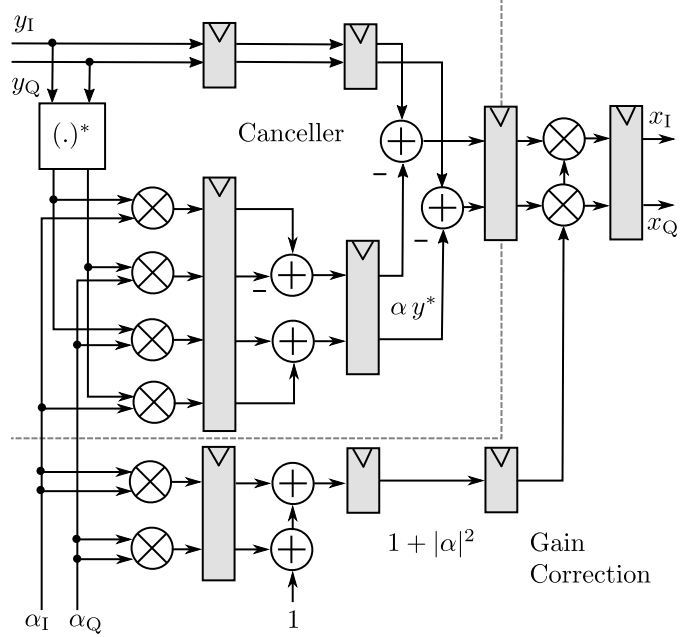 y_I
y_Q
(.)*
Canceller
x_I
x_Q
−
−
−
α y*
1 + |α|²
Gain
Correction
α_I
α_Q
1